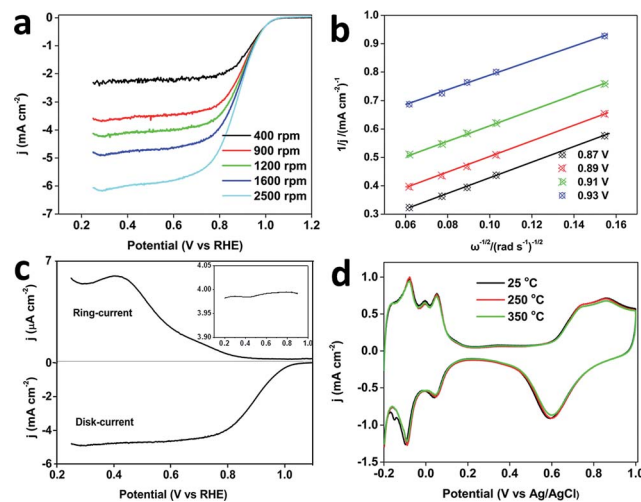 a
0
-1
-2
-3
-4
-5
-6
-7
j (mA cm⁻²)
400 rpm
900 rpm
1200 rpm
1600 rpm
2500 rpm
0.2 0.4 0.6 0.8 1.0 1.2
Potential (V vs RHE)
b
1.0
0.9
0.8
0.7
0.6
0.5
0.4
0.3
1/j /(mA cm⁻²)⁻¹
0.87 V
0.89 V
0.91 V
0.93 V
0.06 0.08 0.10 0.12 0.14 0.16
ω⁻¹/²/(rad s⁻¹)⁻¹/²
c
8
4
0
j (μA cm⁻²)
Ring-current
4.05
4.00
3.95
3.90
0.2 0.4 0.6 0.8 1.0
0
-2
-4
-6
j (mA cm⁻²)
Disk-current
0.2 0.4 0.6 0.8 1.0
Potential (V vs RHE)
d
1.0
0.5
0.0
-0.5
-1.0
-1.5
j (mA cm⁻²)
25 °C
250 °C
350 °C
-0.2 0.0 0.2 0.4 0.6 0.8 1.0
Potential (V vs Ag/AgCl)